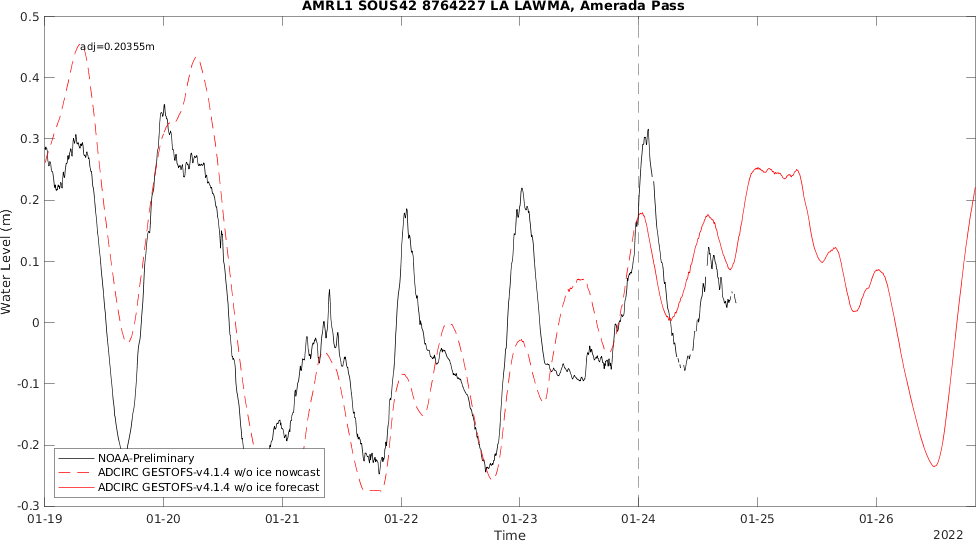 AMRL1 SOUS42 8764227 LA LAWMA, Amerada Pass
adj=0.20355m
0.5
0.4
0.3
0.2
0.1
0
-0.1
-0.2
-0.3
Water Level (m)
NOAA-Preliminary
ADCIRC GESTOFS-v4.1.4 w/o ice nowcast
ADCIRC GESTOFS-v4.1.4 w/o ice forecast
01-19 01-20 01-21 01-22 01-23 01-24 01-25 01-26
Time
2022